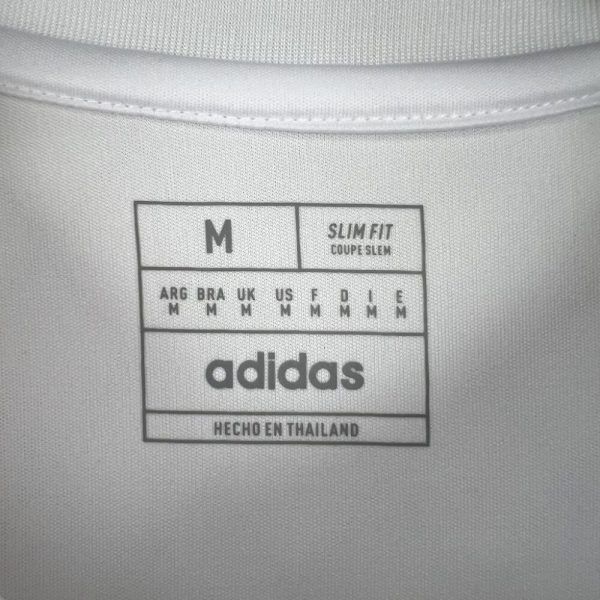 M
SLIM FIT
COUPE SLEM
ARG BRA UK US F D I E
M M M M M M M M
adidas
HECHO EN THAILAND